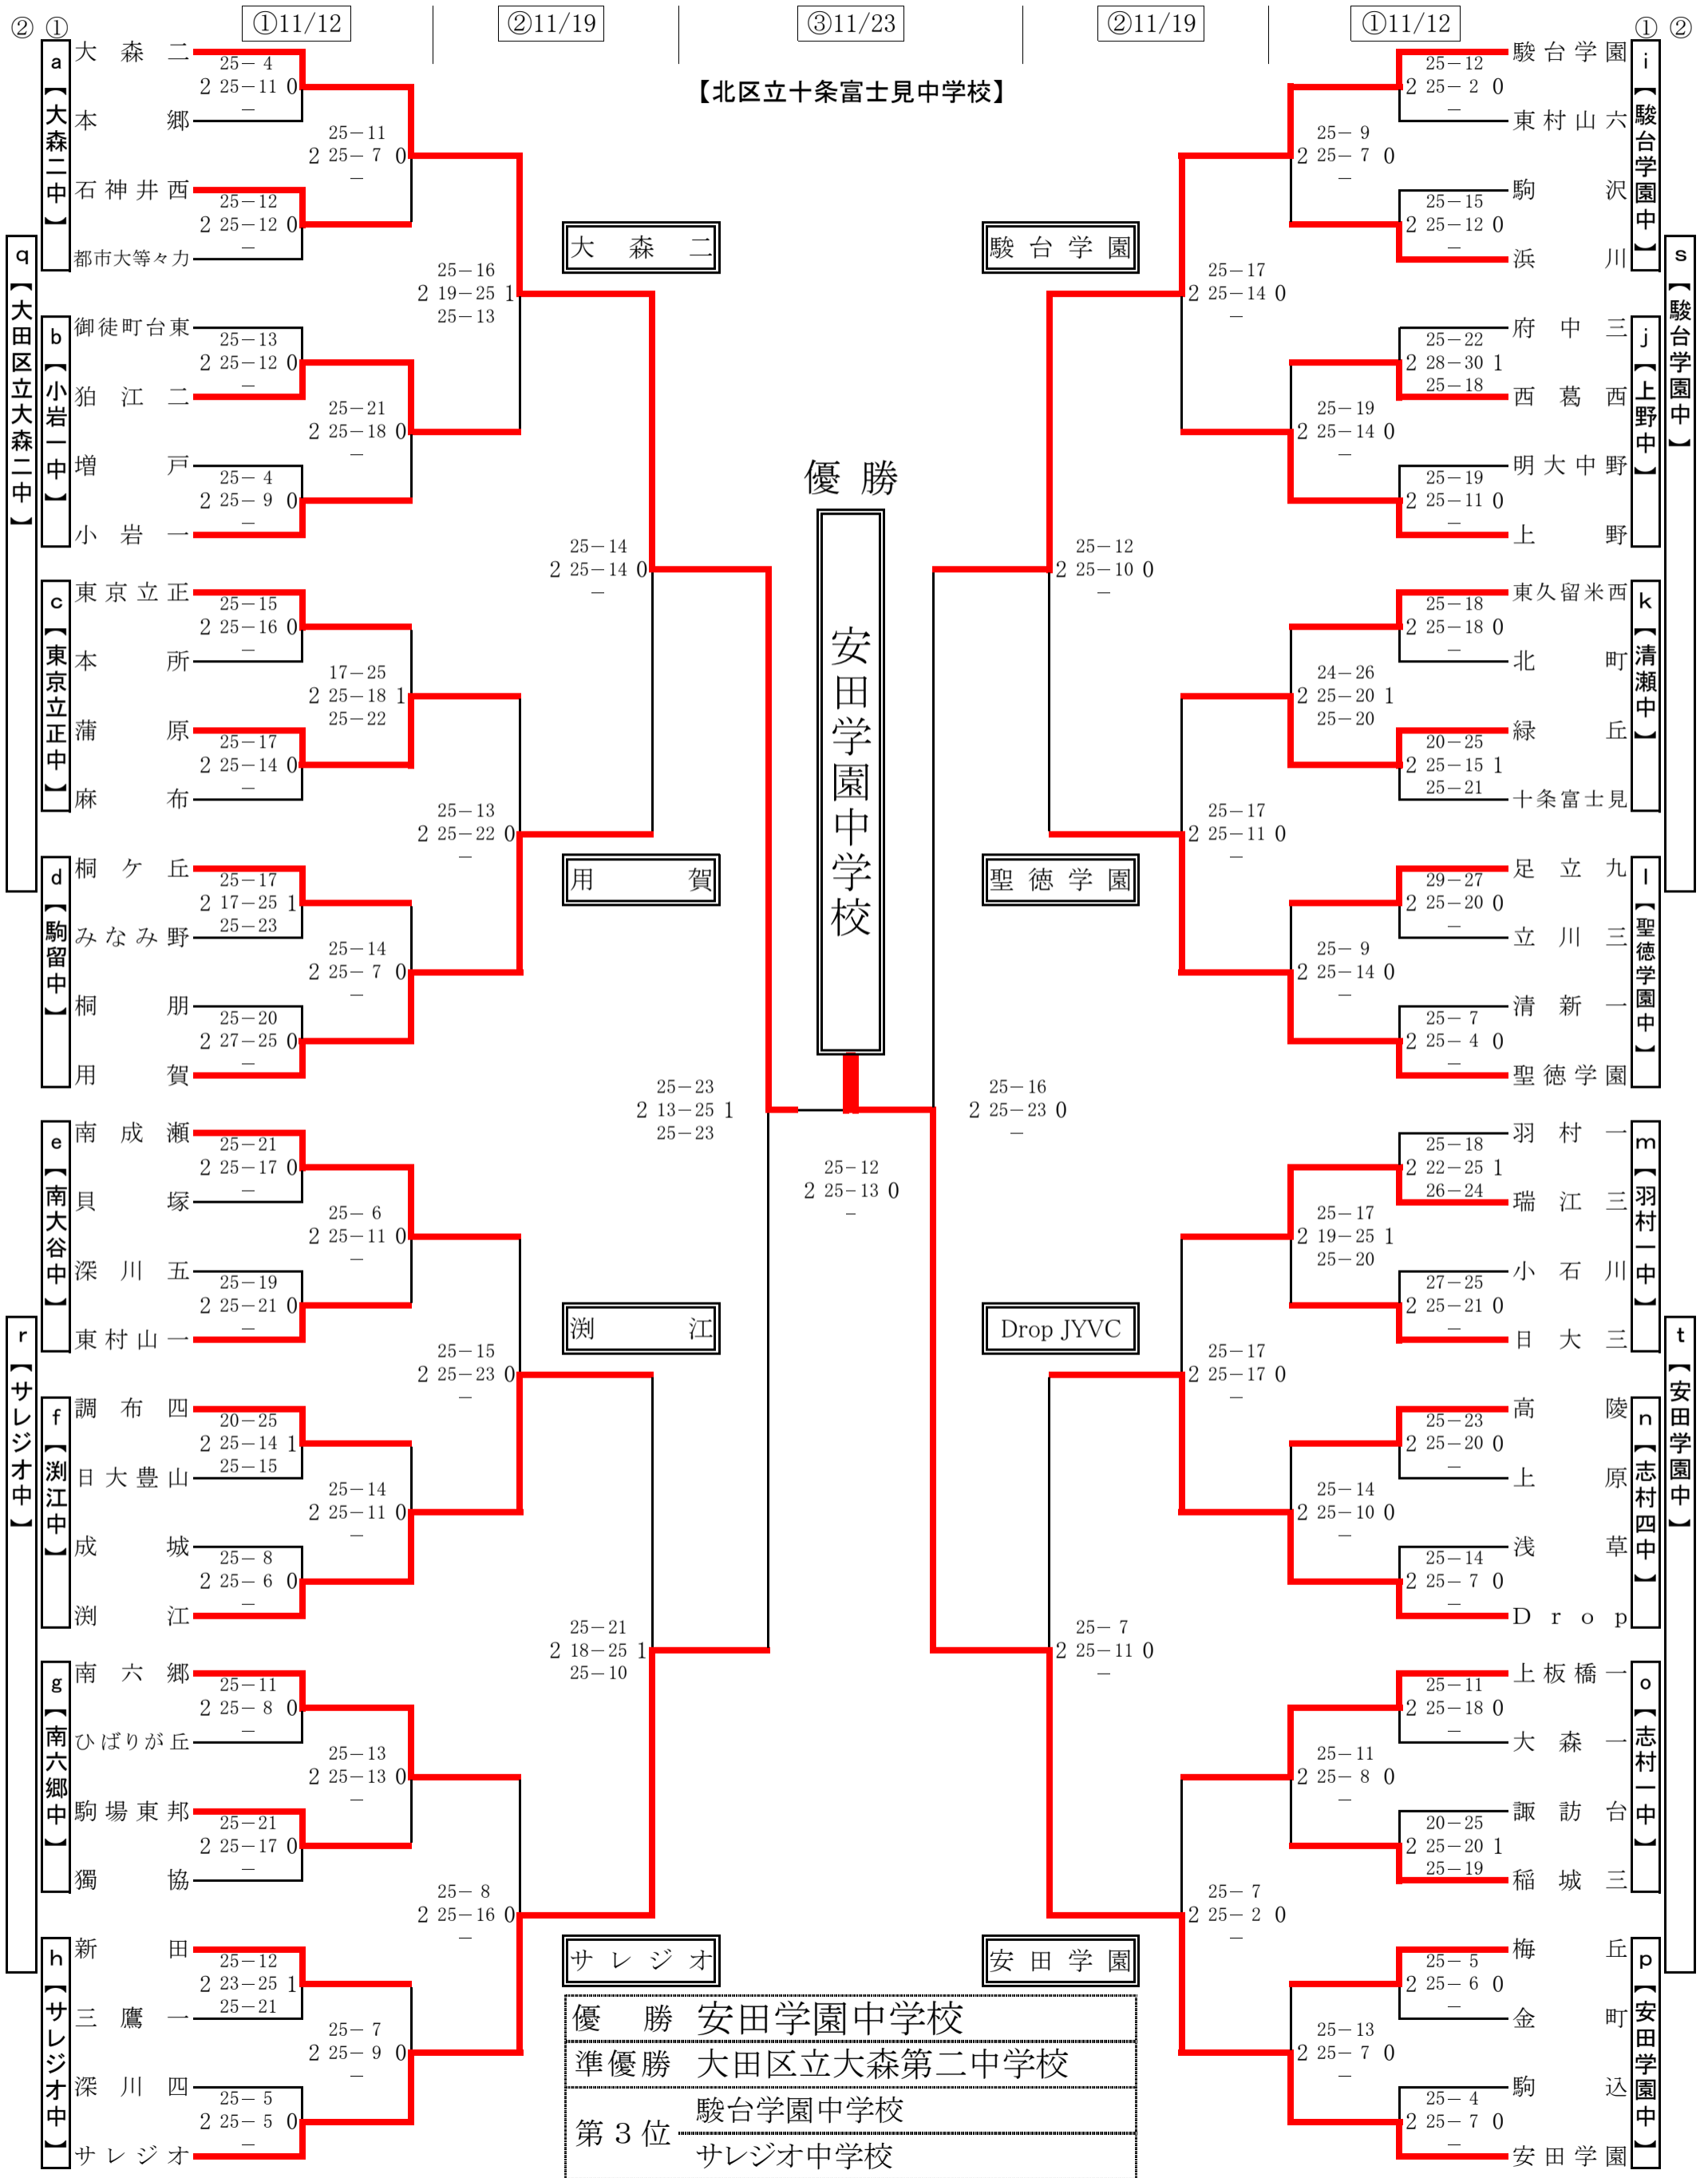 ② ① ①11/12 ②11/19 ③11/23 ②11/19 ①11/12 ① ②
【北区立十条富士見中学校】
q【大田区立大森二中】
r【サレジオ中】
a【大森二中】
大森二
25－4
2 25－11 0
－
本郷
25－11
2 25－7 0
－
石神井西
25－12
2 25－12 0
－
都市大等々力
25－16
2 19－25 1
25－13
b【小岩一中】
御徒町台東
25－13
2 25－12 0
－
狛江二
25－21
2 25－18 0
－
増戸
25－4
2 25－9 0
－
小岩一
25－14
2 25－14 0
－
c【東京立正中】
東京立正
25－15
2 25－16 0
－
本所
17－25
2 25－18 1
25－22
蒲原
25－17
2 25－14 0
－
麻布
25－13
2 25－22 0
－
d【駒留中】
桐ケ丘
25－17
2 17－25 1
25－23
みなみ野
25－14
2 25－7 0
－
桐朋
25－20
2 27－25 0
－
用賀
25－23
2 13－25 1
25－23
e【南大谷中】
南成瀬
25－21
2 25－17 0
－
貝塚
25－6
2 25－11 0
－
深川五
25－19
2 25－21 0
－
東村山一
25－15
2 25－23 0
－
f【渕江中】
調布四
20－25
2 25－14 1
25－15
日大豊山
25－14
2 25－11 0
－
成城
25－8
2 25－6 0
－
渕江
25－21
2 18－25 1
25－10
g【南六郷中】
南六郷
25－11
2 25－8 0
－
ひばりが丘
25－13
2 25－13 0
－
駒場東邦
25－21
2 25－17 0
－
獨協
25－8
2 25－16 0
－
h【サレジオ中】
新田
25－12
2 23－25 1
25－21
三鷹一
25－7
2 25－9 0
－
深川四
25－5
2 25－5 0
－
サレジオ
大森二
用賀
渕江
サレジオ
優勝
安田学園中学校
25－12
2 25－13 0
－
駿台学園
聖徳学園
Drop JYVC
安田学園
s【駿台学園中】
t【安田学園中】
i【駿台学園中】
駿台学園
25－12
2 25－2 0
－
東村山六
25－9
2 25－7 0
－
駒沢
25－15
2 25－12 0
－
浜川
25－17
2 25－14 0
－
j【上野中】
府中三
25－22
2 28－30 1
25－18
西葛西
25－19
2 25－14 0
－
明大中野
25－19
2 25－11 0
－
上野
25－12
2 25－10 0
－
k【清瀬中】
東久留米西
25－18
2 25－18 0
－
北町
24－26
2 25－20 1
25－20
緑丘
20－25
2 25－15 1
25－21
十条富士見
25－17
2 25－11 0
－
l【聖徳学園中】
足立九
29－27
2 25－20 0
－
立川三
25－9
2 25－14 0
－
清新一
25－7
2 25－4 0
－
聖徳学園
25－16
2 25－23 0
－
m【羽村一中】
羽村一
25－18
2 22－25 1
26－24
瑞江三
25－17
2 19－25 1
25－20
小石川
27－25
2 25－21 0
－
日大三
25－17
2 25－17 0
－
n【志村四中】
高陵
25－23
2 25－20 0
－
上原
25－14
2 25－10 0
－
浅草
25－14
2 25－7 0
－
Drop
25－7
2 25－11 0
－
o【志村一中】
上板橋一
25－11
2 25－18 0
－
大森一
25－11
2 25－8 0
－
諏訪台
20－25
2 25－20 1
25－19
稲城三
25－7
2 25－2 0
－
p【安田学園中】
梅丘
25－5
2 25－6 0
－
金町
25－13
2 25－7 0
－
駒込
25－4
2 25－7 0
－
安田学園
優勝 安田学園中学校
準優勝 大田区立大森第二中学校
第３位 駿台学園中学校
サレジオ中学校